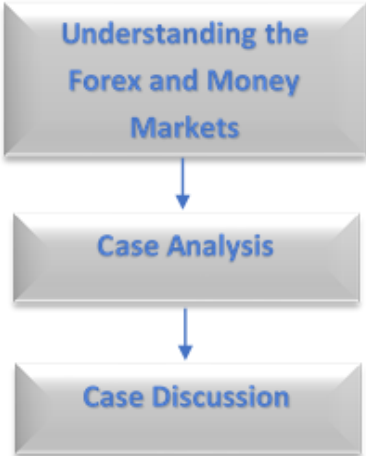 Understanding the
Forex and Money
Markets
Case Analysis
Case Discussion